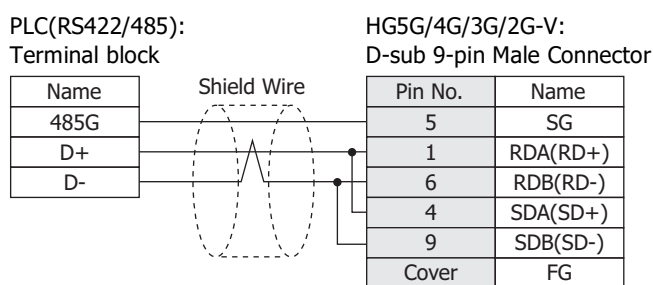 PLC(RS422/485):
Terminal block
HG5G/4G/3G/2G-V:
D-sub 9-pin Male Connector
Name
Shield Wire
Pin No. Name
485G
5 SG
D+
1 RDA(RD+)
D-
6 RDB(RD-)
4 SDA(SD+)
9 SDB(SD-)
Cover FG